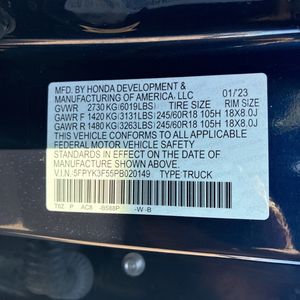 MFD. BY HONDA DEVELOPMENT &
MANUFACTURING OF AMERICA, LLC 01/'23
GVWR 2730 KG (6019LBS) TIRE SIZE RIM SIZE
GAWR F 1420 KG (3131LBS) 245/60R18 105H 18X8.0J
GAWR R 1480 KG (3263LBS) 245/60R18 105H 18X8.0J
THIS VEHICLE CONFORMS TO ALL APPLICABLE
FEDERAL MOTOR VEHICLE SAFETY
STANDARDS IN EFFECT ON THE DATE OF
MANUFACTURE SHOWN ABOVE.
V.I.N. 5FPYK3F55PB020149 TYPE TRUCK
T6Z P AC8 B588P -W -B